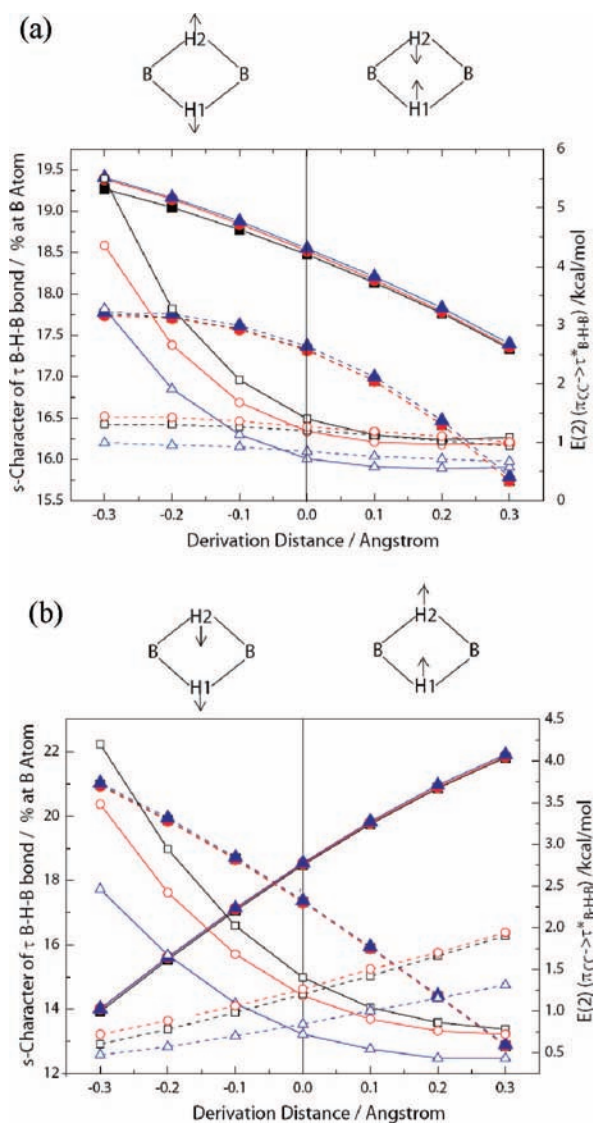 (a)
H2 H2
B B B B
H1 H1
19.5 6
19.0 5
18.5
18.0 4
17.5 3
17.0
16.5 2
16.0 1
15.5 0
s-Character of τ B-H-B bond / % at B Atom
E(2) (πCC->τ*B-H-B) /kcal/mol
-0.3 -0.2 -0.1 0.0 0.1 0.2 0.3
Derivation Distance / Angstrom
(b)
H2 H2
B B B B
H1 H1
22 4.5
20 4.0
18 3.5
16 3.0
14 2.5
12 2.0
1.5
1.0
0.5
s-Character of τ B-H-B bond / % at B Atom
E(2) (πCC->τ*B-H-B) /kcal/mol
-0.3 -0.2 -0.1 0.0 0.1 0.2 0.3
Derivation Distance / Angstrom